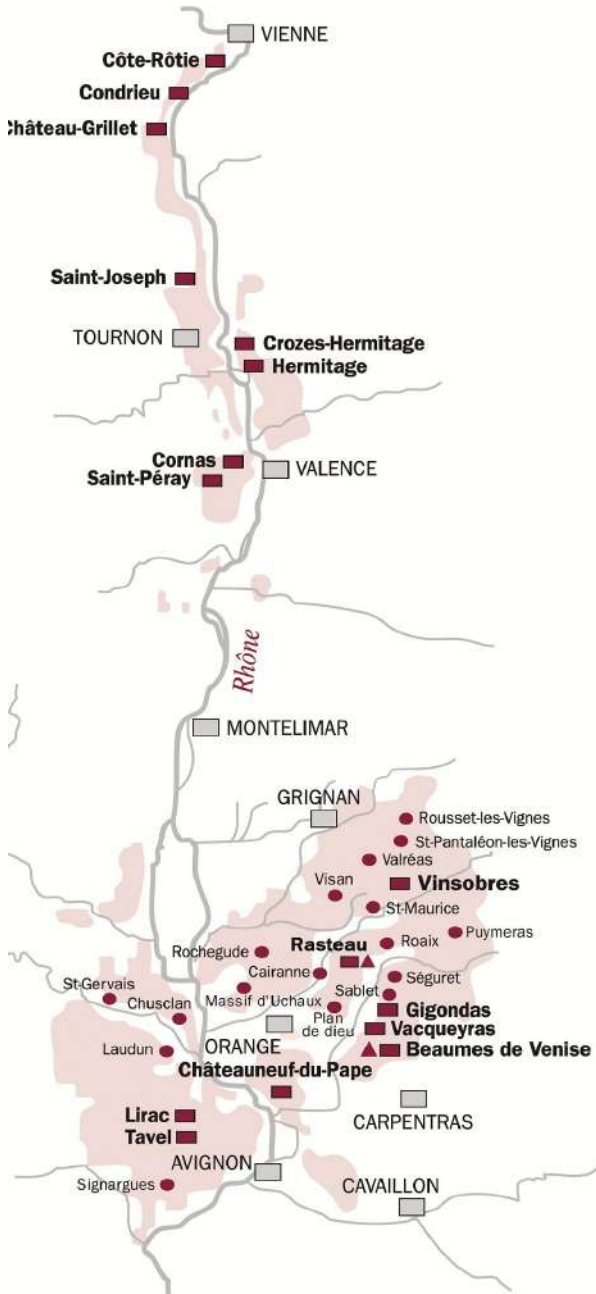 VIENNE
Côte-Rôtie
Condrieu
Château-Grillet
Saint-Joseph
TOURNON
Crozes-Hermitage
Hermitage
Cornas
Saint-Péray
VALENCE
Rhône
MONTELIMAR
GRIGNAN
Rousset-les-Vignes
St-Pantaléon-les-Vignes
Valréas
Visan
Vinsobres
St-Maurice
Puymeras
Rochegude
Rasteau
Roaix
Cairanne
St-Gervais
Massif d'Uchaux
Séguret
Sablet
Chusclan
Plan
de dieu
Gigondas
Vacqueyras
ORANGE
Laudun
Beaumes de Venise
Châteauneuf-du-Pape
Lirac
CARPENTRAS
Tavel
AVIGNON
Signargues
CAVAILLON